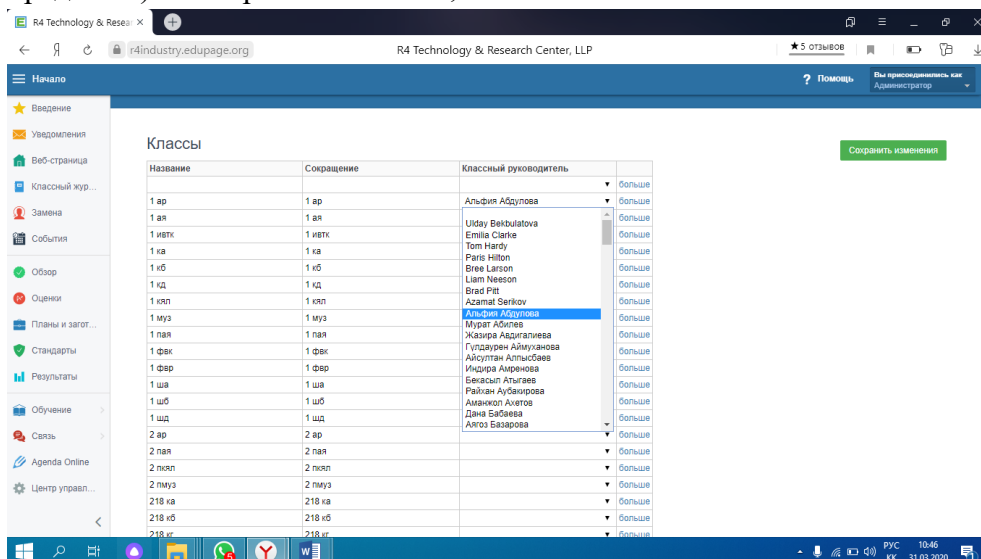 R4 Technology & Resear
r4industry.edupage.org
R4 Technology & Research Center, LLP
★5 отзывов
Начало
? Помощь
Вы присоединились как
Администратор
Введение
Уведомления
Веб-страница
Классный жур...
Замена
События
Обзор
Оценки
Планы и загот...
Стандарты
Результаты
Обучение
Связь
Agenda Online
Центр управл...
Классы
Сохранить изменения
Название Сокращение Классный руководитель
больше
1 ар 1 ар Альфия Абдулова больше
1 ая 1 ая больше
1 ивтк 1 ивтк больше
1 ка 1 ка больше
1 кб 1 кб больше
1 кд 1 кд больше
1 кял 1 кял больше
1 муз 1 муз больше
1 пая 1 пая больше
1 фвк 1 фвк больше
1 фвр 1 фвр больше
1 ша 1 ша больше
1 шб 1 шб больше
1 шд 1 шд больше
2 ар 2 ар больше
2 пая 2 пая больше
2 пкял 2 пкял больше
2 пмуз 2 пмуз больше
218 ка 218 ка больше
218 кб 218 кб больше
218 кг 218 кг больше
Ulday Bekbulatova
Emilia Clarke
Tom Hardy
Paris Hilton
Bree Larson
Liam Neeson
Brad Pitt
Azamat Serikov
Альфия Абдулова
Мурат Абилев
Жазира Авдигалиева
Гулдаурен Аймуханова
Айсултан Алпысбаев
Индира Амренова
Бекасыл Атыгаев
Райхан Аубакирова
Аманжол Ахетов
Дана Бабаева
Аягоз Базарова
РУС 10:46
КК 31.03.2020